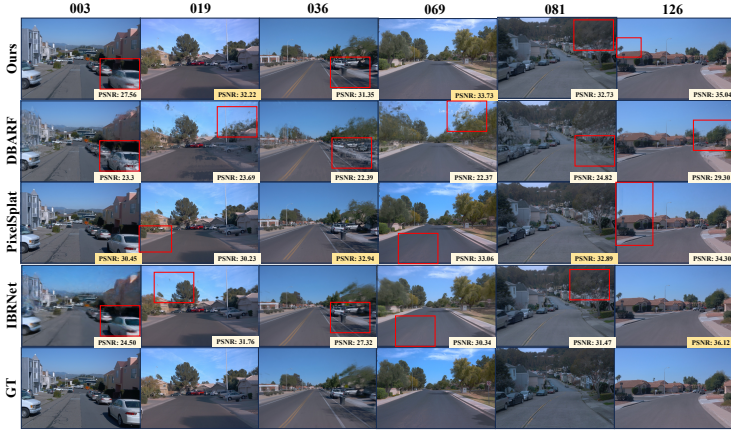 003 019 036 069 081 126
Ours
PSNR: 27.56 PSNR: 32.22 PSNR: 31.35 PSNR: 33.73 PSNR: 32.73 PSNR: 35.04
DBARF
PSNR: 23.3 PSNR: 23.69 PSNR: 22.39 PSNR: 22.37 PSNR: 24.82 PSNR: 29.30
PixelSplat
PSNR: 30.45 PSNR: 30.23 PSNR: 32.94 PSNR: 33.06 PSNR: 32.89 PSNR: 34.30
IBRNet
PSNR: 24.50 PSNR: 31.76 PSNR: 27.32 PSNR: 30.34 PSNR: 31.47 PSNR: 36.12
GT